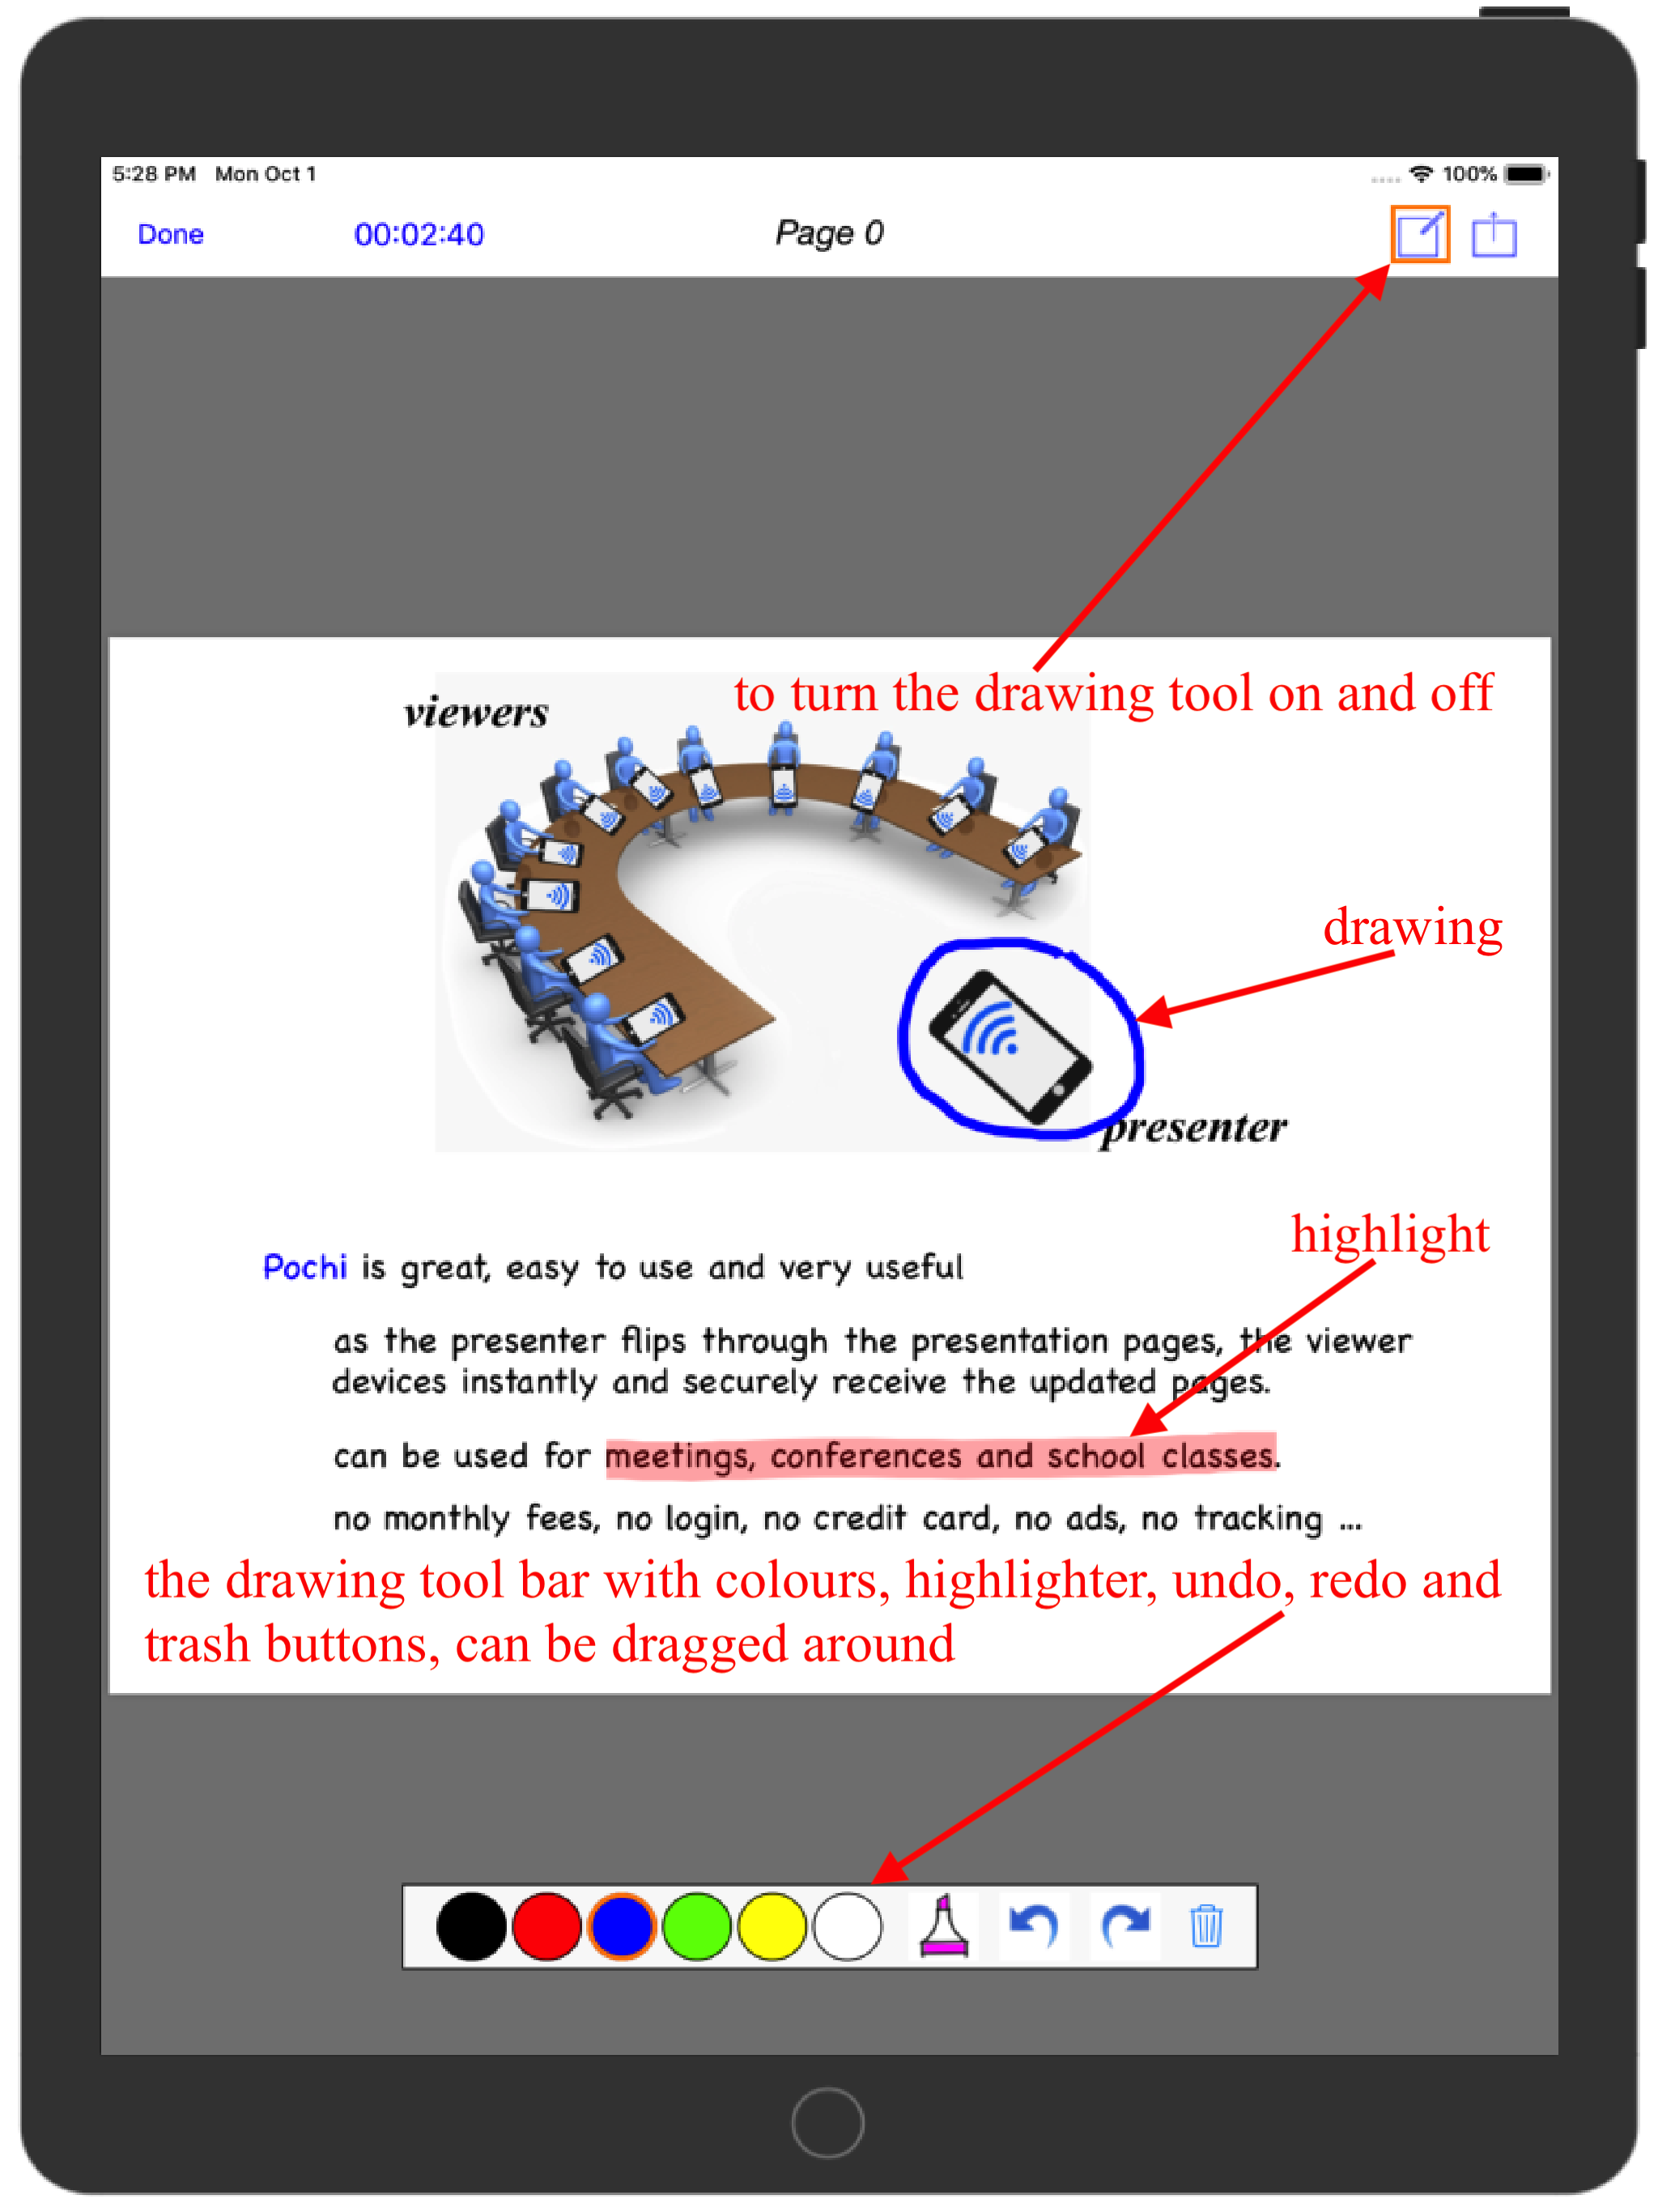 5:28 PM Mon Oct 1 100%
Done 00:02:40 Page 0
to turn the drawing tool on and off
viewers
drawing
presenter
highlight
Pochi is great, easy to use and very useful
as the presenter flips through the presentation pages, the viewer
devices instantly and securely receive the updated pages.
can be used for meetings, conferences and school classes.
no monthly fees, no login, no credit card, no ads, no tracking ...
the drawing tool bar with colours, highlighter, undo, redo and
trash buttons, can be dragged around